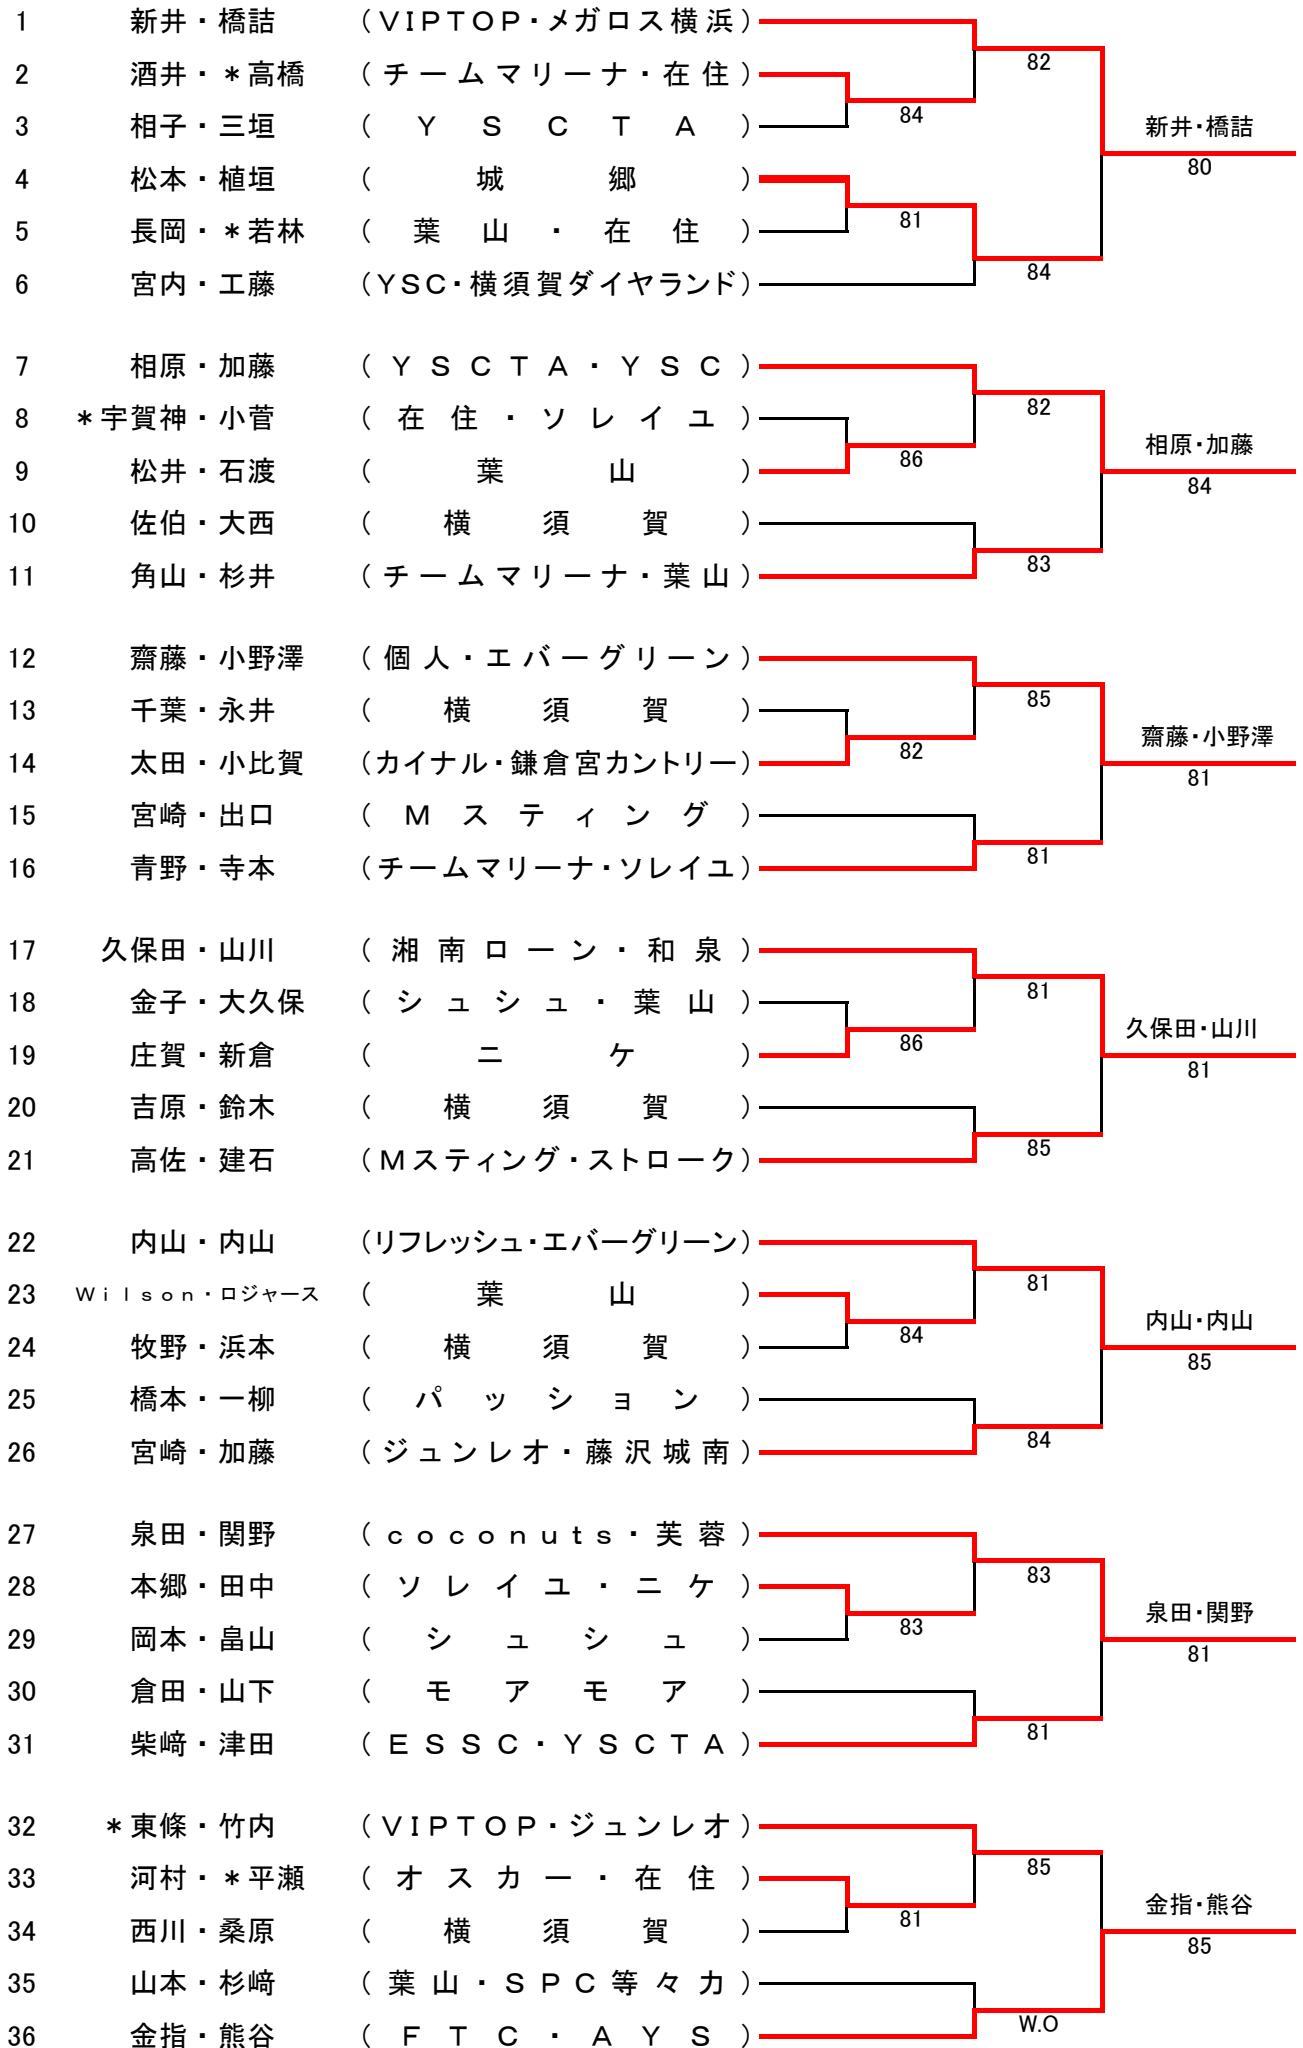 1 新井・橋詰 (VIPTOP・メガロス横浜)
82
2 酒井・*高橋 (チームマリーナ・在住)
84
3 相子・三垣 (YSCTA)
新井・橋詰
80
4 松本・植垣 (城郷)
81
5 長岡・*若林 (葉山・在住)
84
6 宮内・工藤 (YSC・横須賀ダイヤランド)
7 相原・加藤 (YSCTA・YSC)
82
8 *宇賀神・小菅 (在住・ソレイユ)
相原・加藤
86
9 松井・石渡 (葉山)
84
10 佐伯・大西 (横須賀)
83
11 角山・杉井 (チームマリーナ・葉山)
12 齋藤・小野澤 (個人・エバーグリーン)
85
13 千葉・永井 (横須賀)
齋藤・小野澤
82
14 太田・小比賀 (カイナル・鎌倉宮カントリー)
81
15 宮崎・出口 (Mスティング)
81
16 青野・寺本 (チームマリーナ・ソレイユ)
17 久保田・山川 (湘南ローン・和泉)
81
18 金子・大久保 (シュシュ・葉山)
久保田・山川
86
19 庄賀・新倉 (ニケ)
81
20 吉原・鈴木 (横須賀)
85
21 高佐・建石 (Mスティング・ストローク)
22 内山・内山 (リフレッシュ・エバーグリーン)
81
23 Wilson・ロジャース (葉山)
内山・内山
84
24 牧野・浜本 (横須賀)
85
25 橋本・一柳 (パッション)
84
26 宮崎・加藤 (ジュンレオ・藤沢城南)
27 泉田・関野 (coconuts・芙蓉)
83
28 本郷・田中 (ソレイユ・ニケ)
泉田・関野
83
29 岡本・畠山 (シュシュ)
81
30 倉田・山下 (モアモア)
81
31 柴﨑・津田 (ESSC・YSCTA)
32 *東條・竹内 (VIPTOP・ジュンレオ)
85
33 河村・*平瀬 (オスカー・在住)
金指・熊谷
81
34 西川・桑原 (横須賀)
85
35 山本・杉﨑 (葉山・SPC等々力)
W.O
36 金指・熊谷 (FTC・AYS)